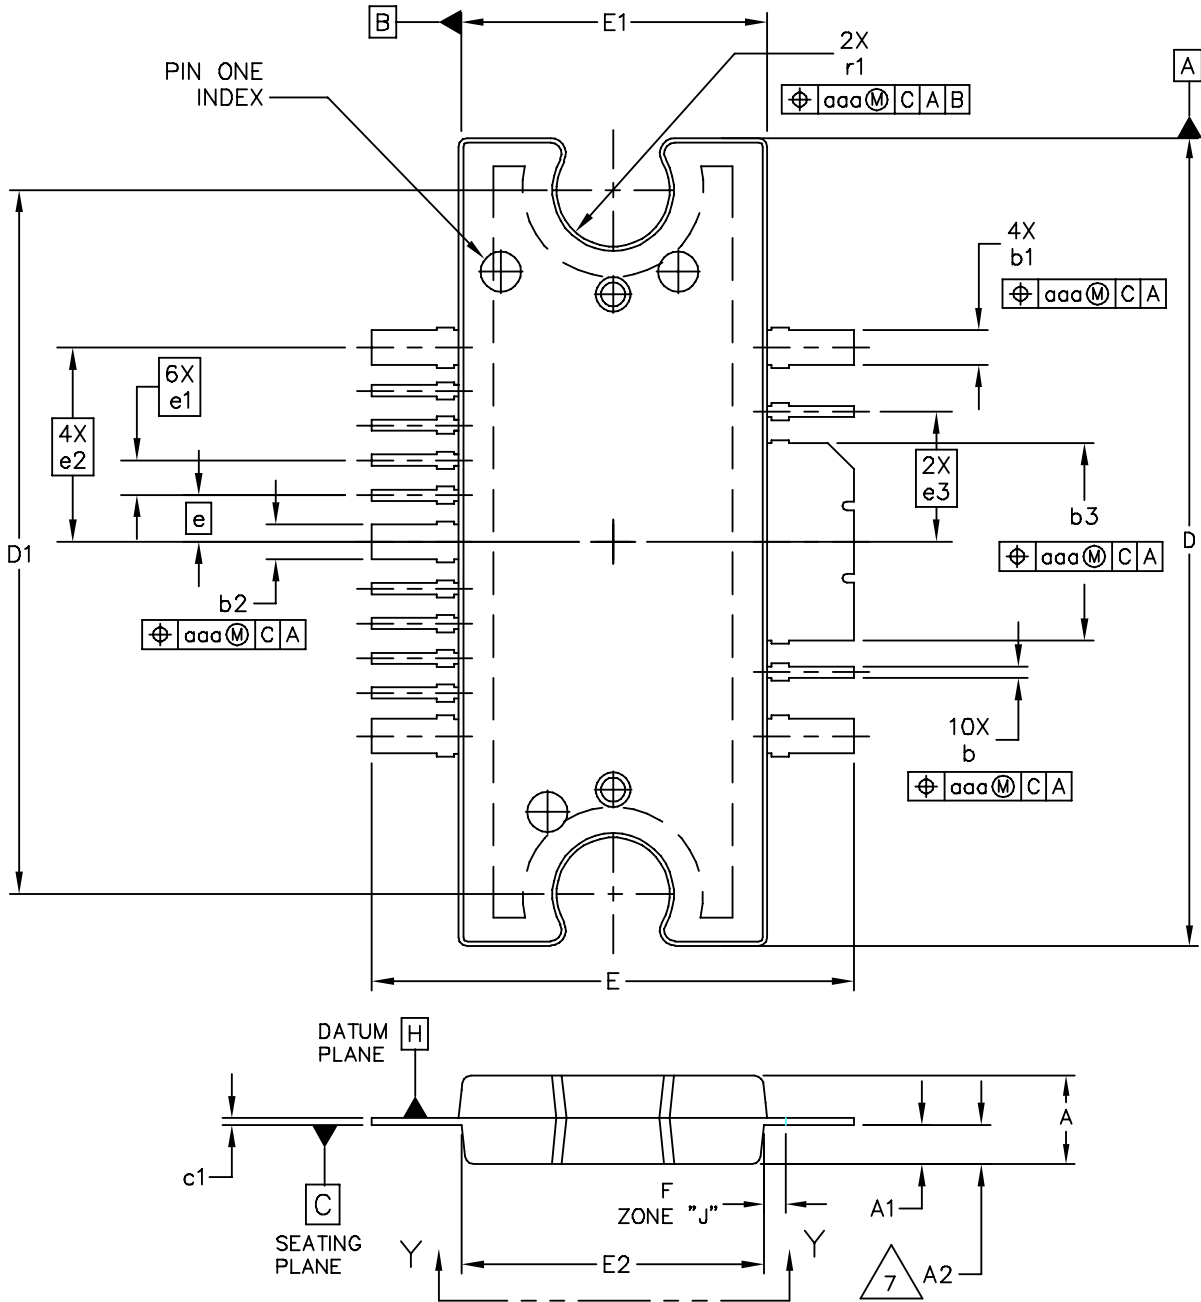 B
E1
2X
r1
A
PIN ONE
INDEX
⌖ aaa Ⓜ C A B
4X
b1
⌖ aaa Ⓜ C A
6X
e1
4X
e2
2X
e3
e
b3
D1
D
⌖ aaa Ⓜ C A
b2
⌖ aaa Ⓜ C A
10X
b
⌖ aaa Ⓜ C A
E
DATUM
PLANE
H
A
c1
C
SEATING
PLANE
F
ZONE "J"
A1
Y
Y
E2
7
A2